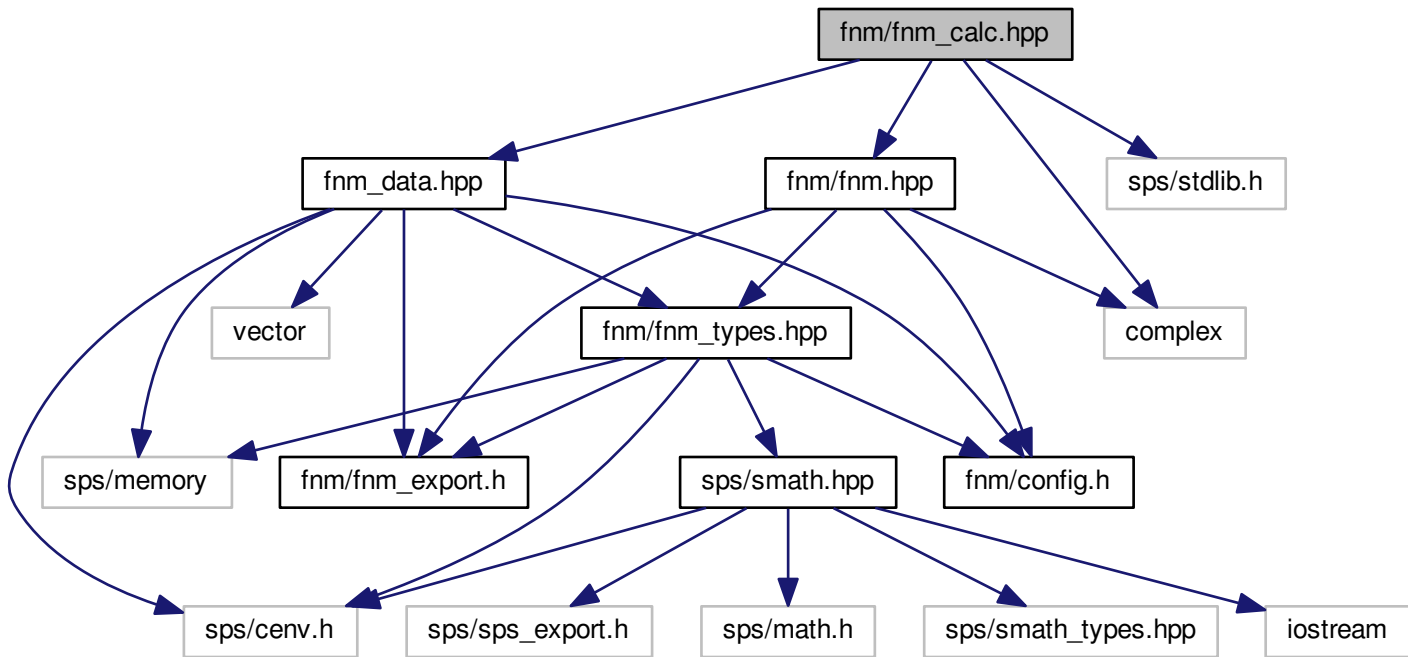 fnm/fnm_calc.hpp
fnm_data.hpp
fnm/fnm.hpp
sps/stdlib.h
vector
fnm/fnm_types.hpp
complex
sps/memory
fnm/fnm_export.h
sps/smath.hpp
fnm/config.h
sps/cenv.h
sps/sps_export.h
sps/math.h
sps/smath_types.hpp
iostream